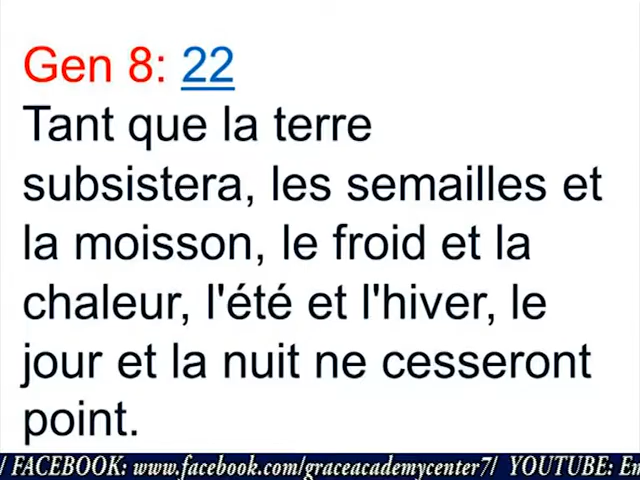 Gen 8: 22
Tant que la terre
subsistera, les semailles et
la moisson, le froid et la
chaleur, l'été et l'hiver, le
jour et la nuit ne cesseront
point.
/ FACEBOOK: www.facebook.com/graceacademycenter7/ YOUTUBE: Em